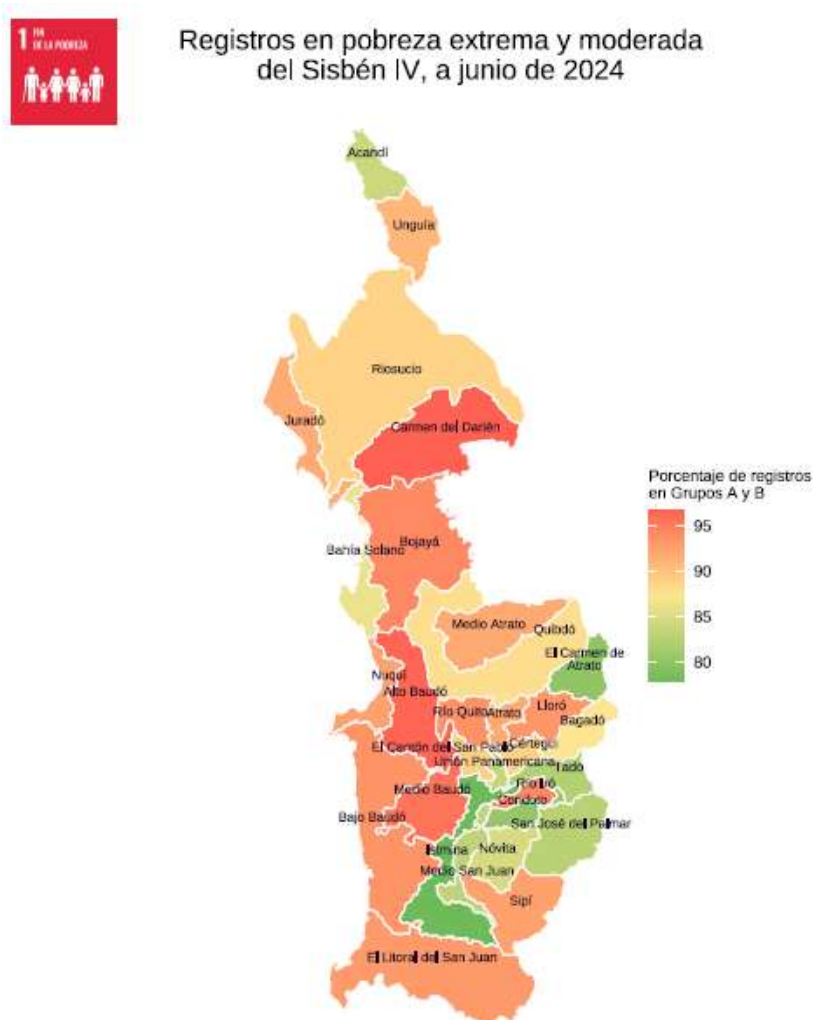 1 FIN
DE LA POBREZA
Registros en pobreza extrema y moderada
del Sisbén IV, a junio de 2024
Acandí
Unguía
Riosucio
Juradó
Carmen del Darién
Porcentaje de registros
en Grupos A y B
95
90
85
80
Bojayá
Bahía Solano
Medio Atrato
Quibdó
El Carmen de
Atrato
Nuquí
Alto Baudó
Lloró
Río Quito
Atrato
Bagadó
El Cantón del San Pablo
Cértegui
Unión Panamericana
Tadó
Medio Baudó
Río Iró
Condoto
Bajo Baudó
San José del Palmar
Istmina
Nóvita
Medio San Juan
Sipí
El Litoral del San Juan